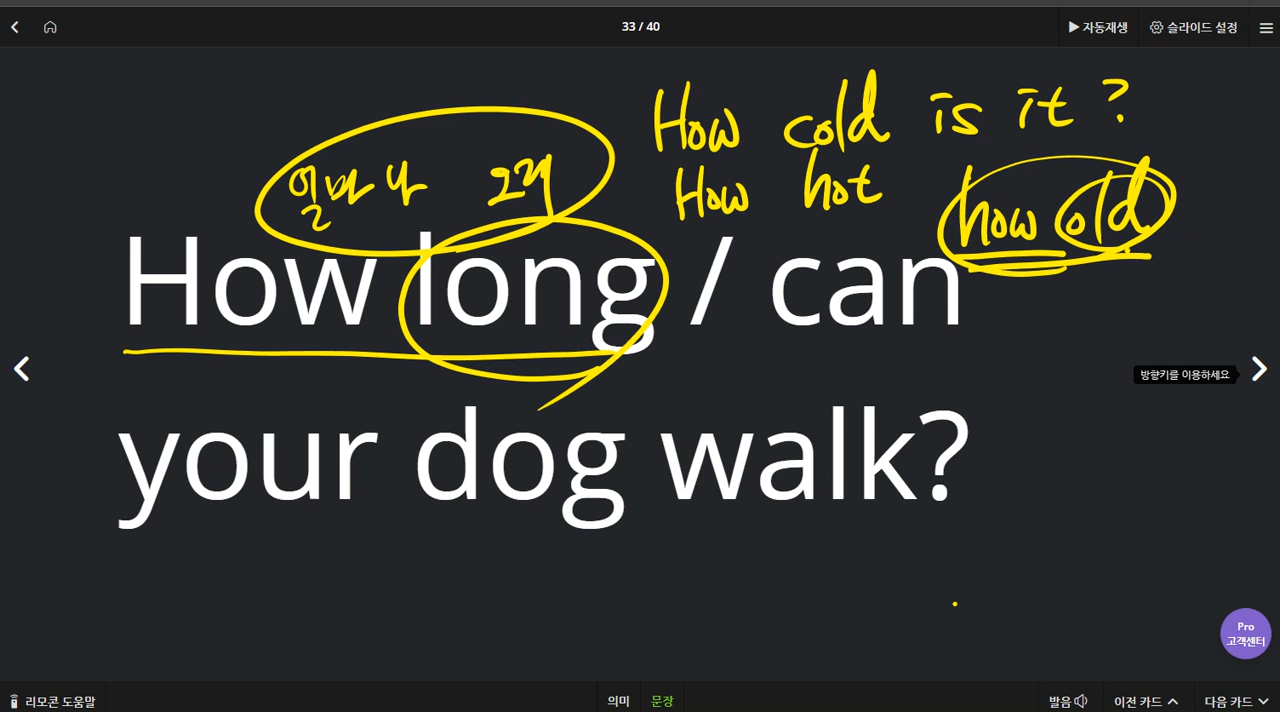 33 / 40
▶ 자동재생
슬라이드 설정
How cold is it ?
얼마나 오래
How hot
how old
How long / can
방향키를 이용하세요
your dog walk?
Pro
고객센터
리모콘 도움말
의미
문장
발음
이전 카드
다음 카드